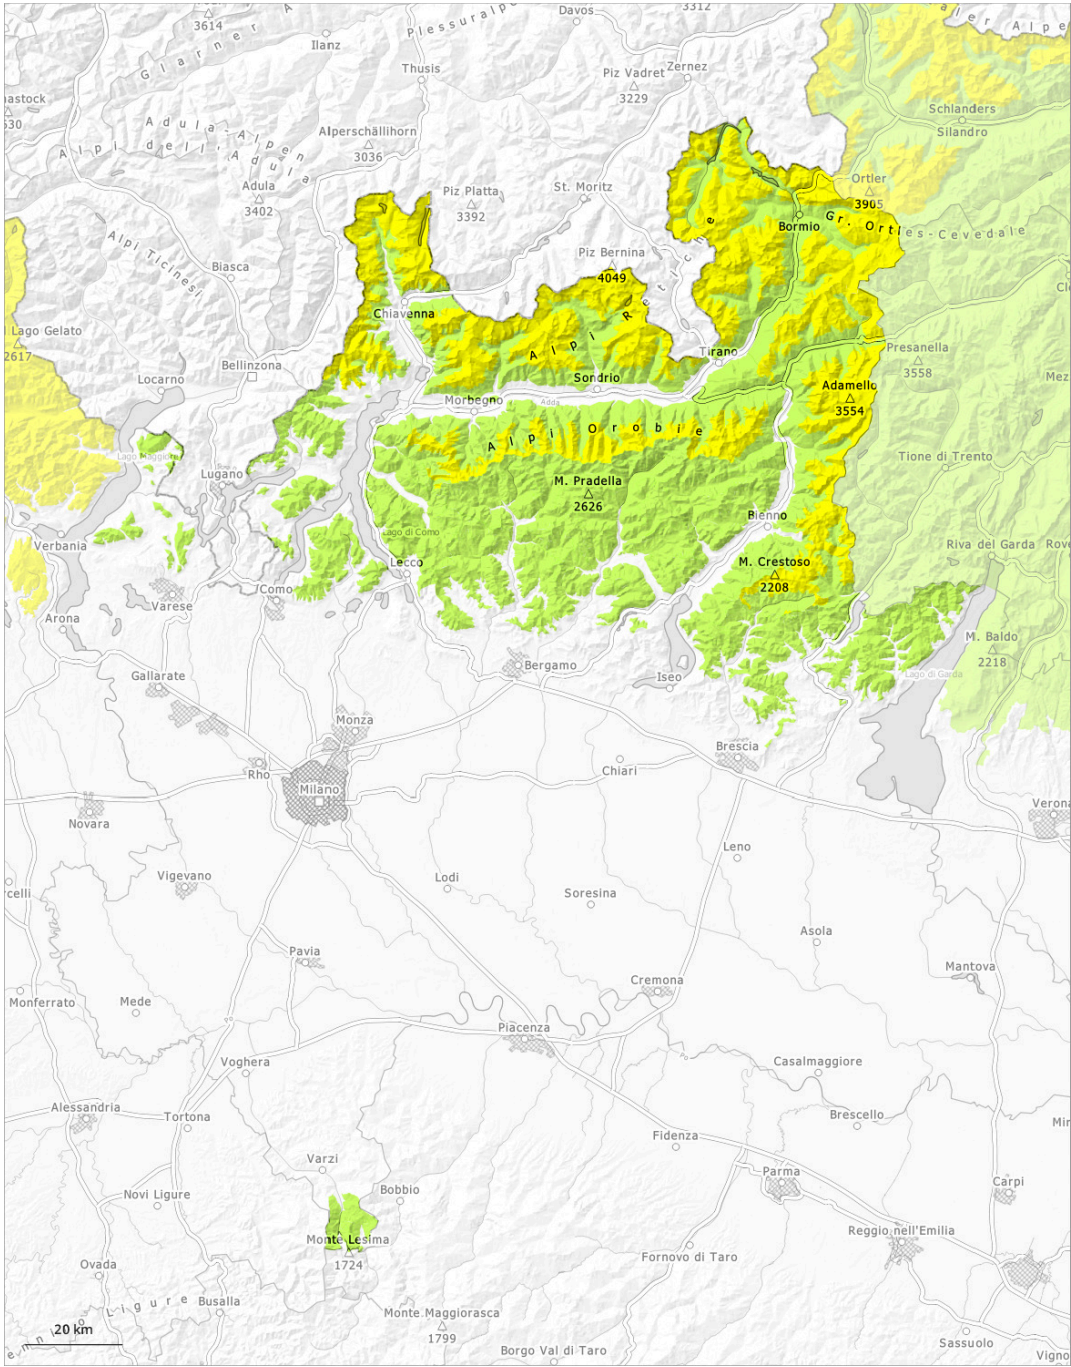 3614
Glarner A
Plessuralpe
Davos
3312
aler Alpe
Ilanz
Thusis
Zernez
Piz Vadret
3229
Schlanders
Silandro
nastock
Adula-Alpen
Alpi dell'Adula
Alperschällihorn
3036
Adula
3402
Piz Platta
3392
St. Moritz
Ortler
3905
Alpi Ticinesi
Bormio
Gr. Ortles-Cevedale
Biasca
Piz Bernina
4049
Chiavenna
l Lago Gelato
2617
Alpi Retiche
Tirano
Presanella
3558
Bellinzona
Locarno
Sondrio
Adamello
3554
Morbegno
Adda
Alpi Orobie
Lago Maggiore
Lugano
Tione di Trento
M. Pradella
2626
Bienno
Lago di Como
Verbania
Lecco
Riva del Garda
M. Crestoso
2208
Como
Varese
Arona
M. Baldo
2218
Bergamo
Iseo
Lago di Garda
Gallarate
Monza
Brescia
Rho
Chiari
Milano
Novara
Verona
Leno
Vigevano
Lodi
Soresina
Asola
Pavia
Cremona
Mantova
Monferrato
Mede
Po
Piacenza
Po
Voghera
Casalmaggiore
Alessandria
Tortona
Brescello
Fidenza
Varzi
Parma
Carpi
Novi Ligure
Bobbio
Reggio nell'Emilia
Monte Lesima
1724
Fornovo di Taro
Ovada
Busalla
Ligure
Monte Maggiorasca
1799
20 km
Sassuolo
Borgo Val di Taro